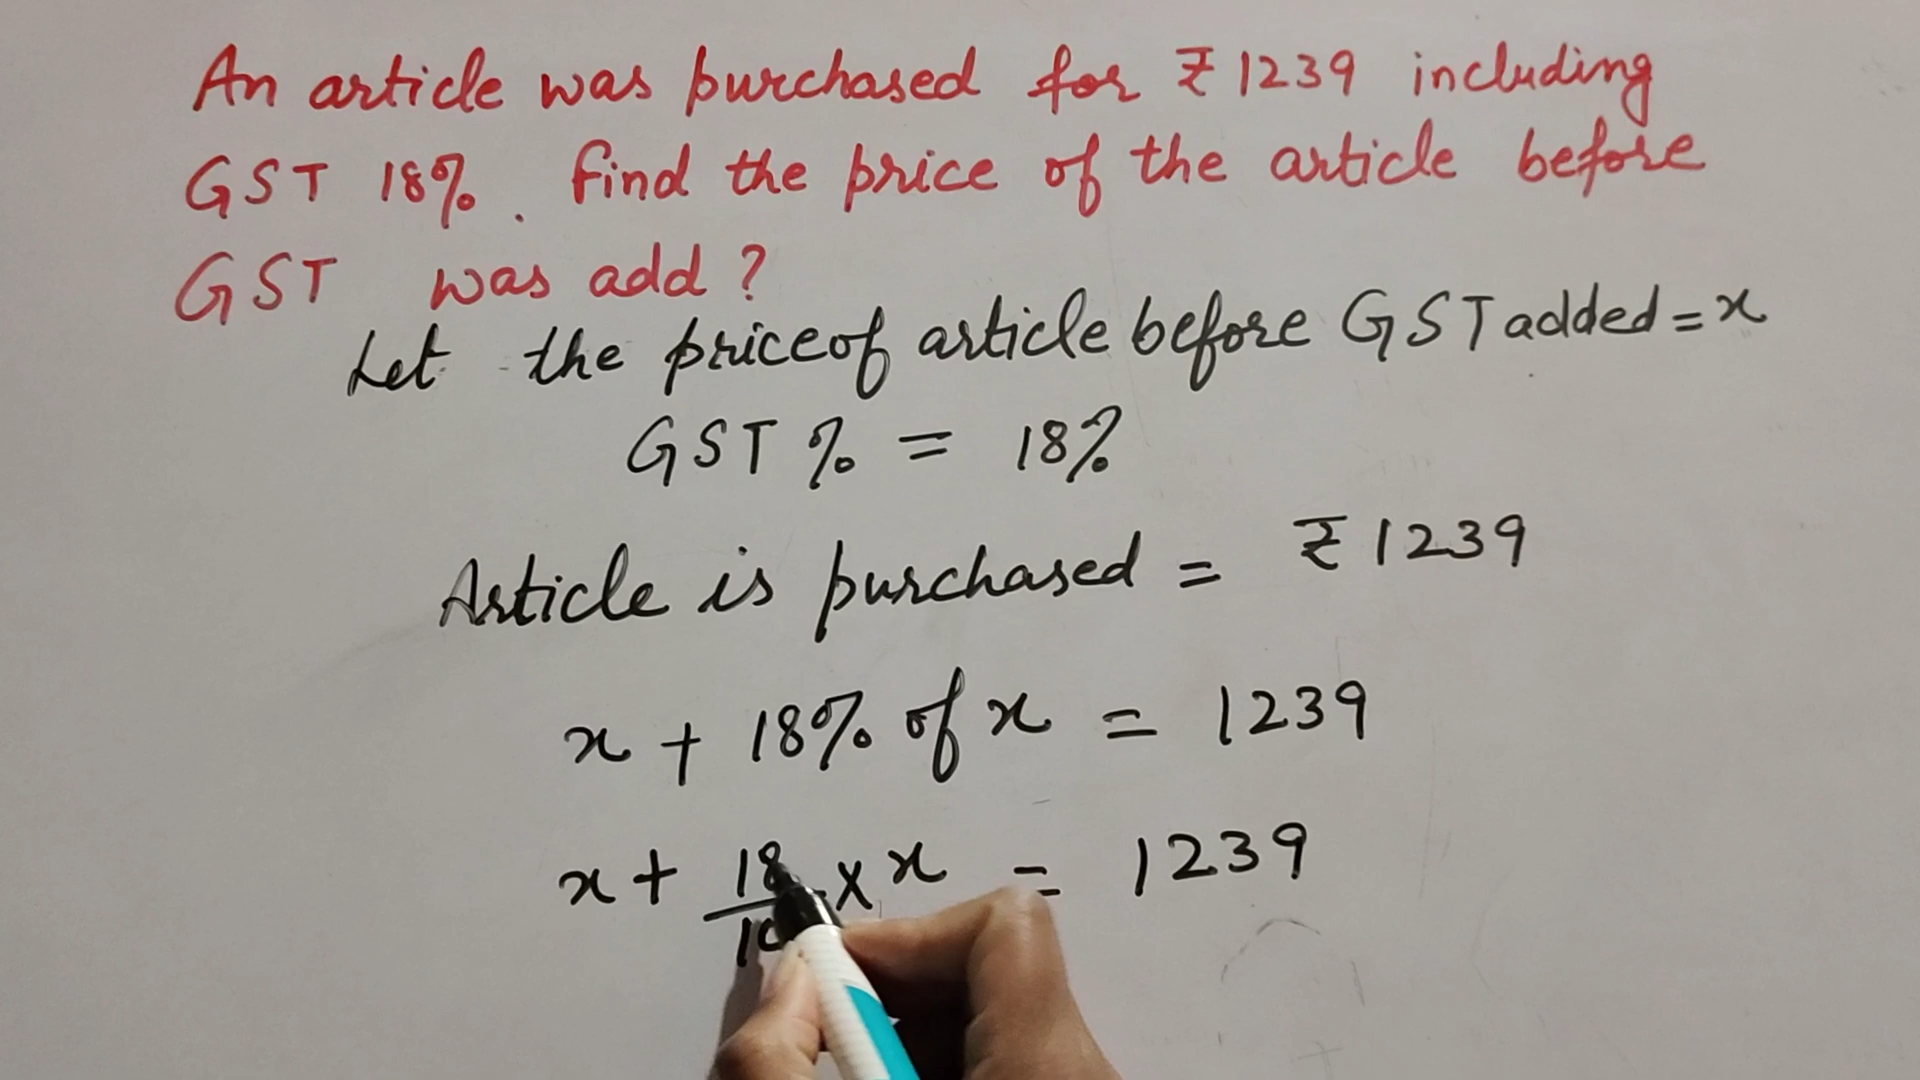 An article was purchased for ₹1239 including
GST 18%. find the price of the article before
GST was add?
Let the price of article before GST added = x
GST % = 18%
Article is purchased = ₹1239
x + 18% of x = 1239
x + 18/10 × x = 1239